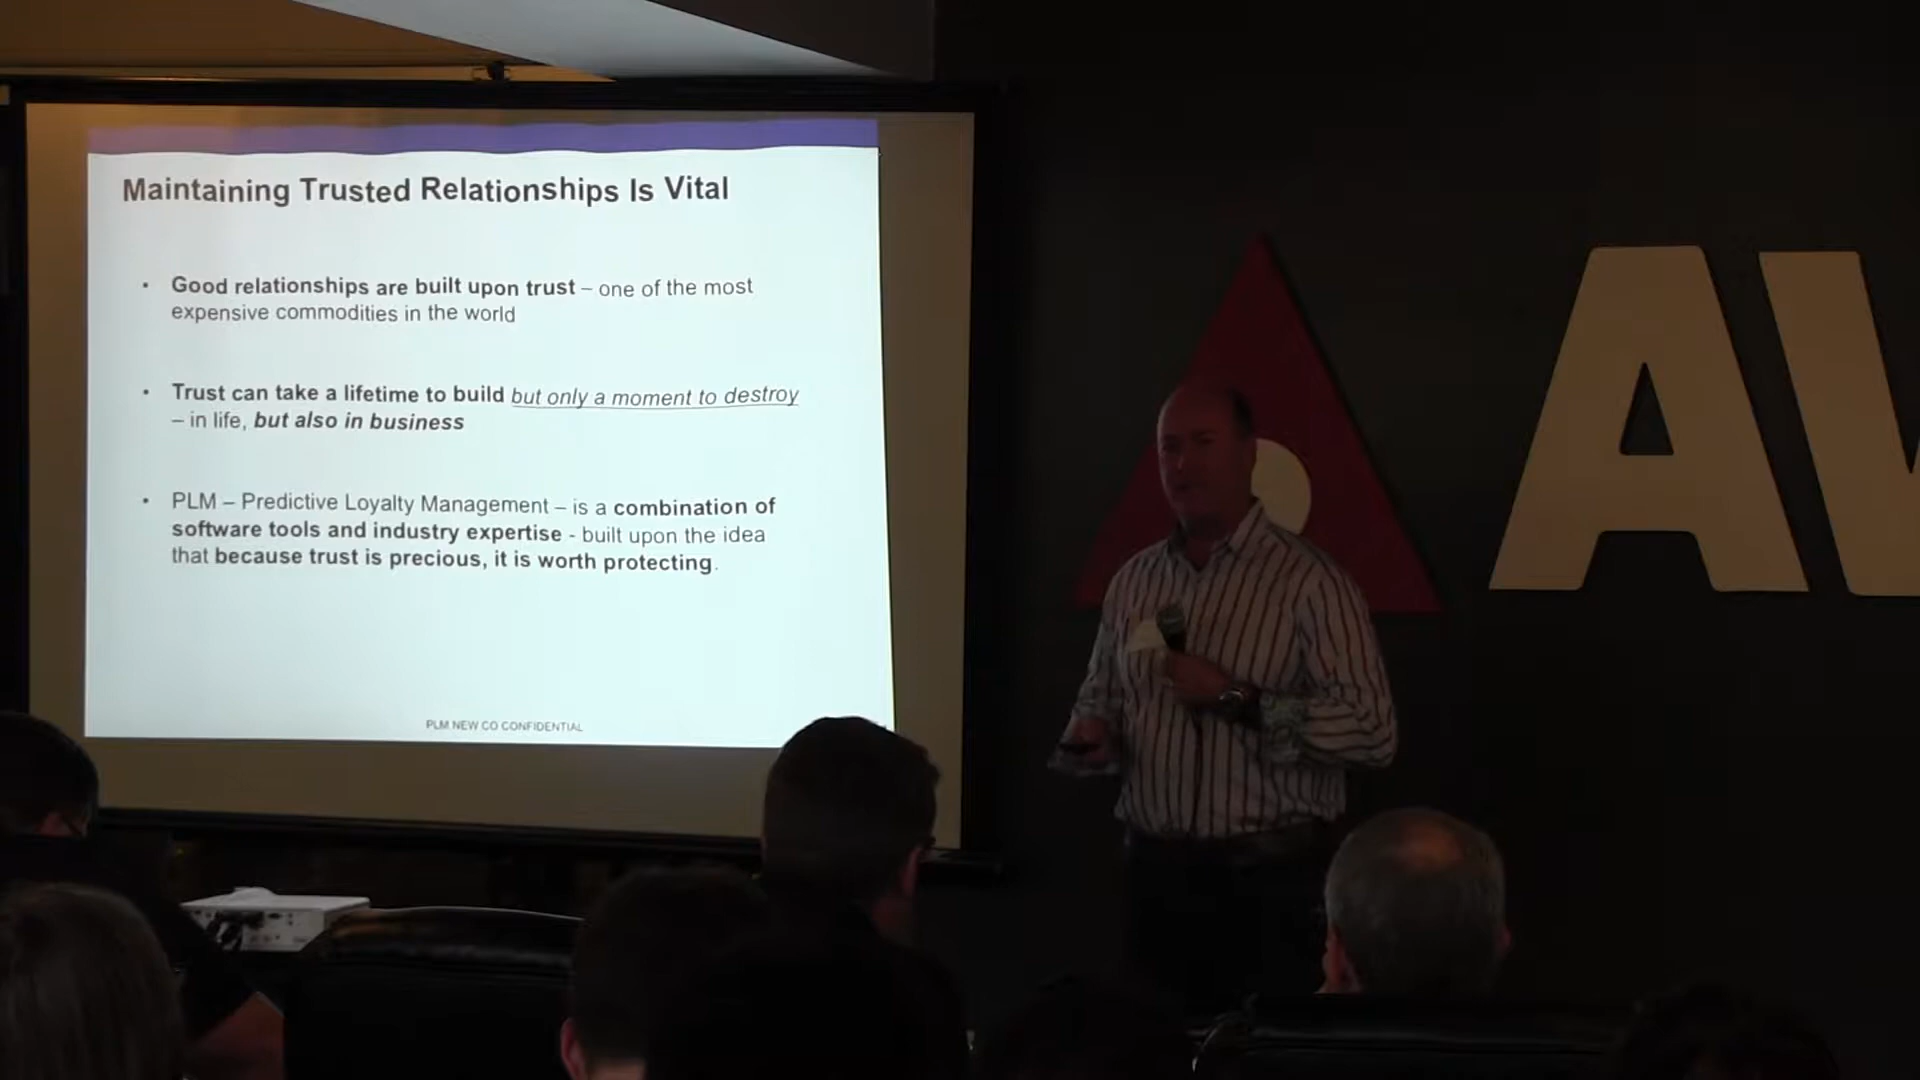 Maintaining Trusted Relationships Is Vital
• Good relationships are built upon trust – one of the most
expensive commodities in the world
• Trust can take a lifetime to build but only a moment to destroy
– in life, but also in business
• PLM – Predictive Loyalty Management – is a combination of
software tools and industry expertise - built upon the idea
that because trust is precious, it is worth protecting.
PLM NEW CO CONFIDENTIAL